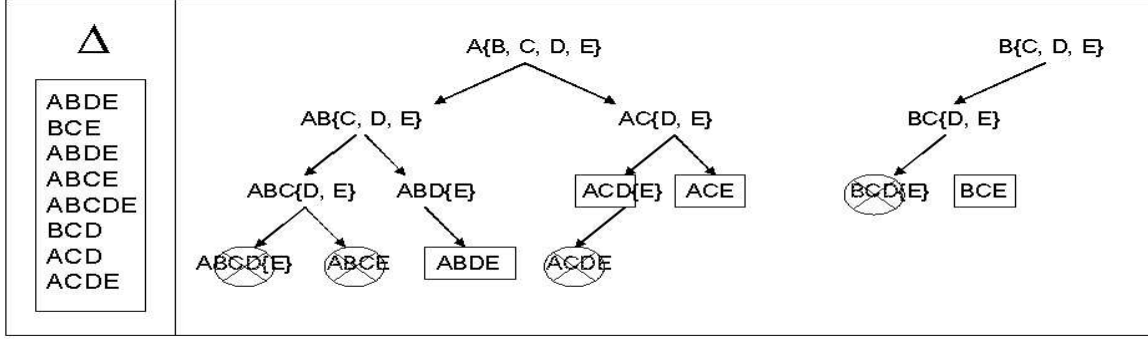 Δ
ABDE
BCE
ABDE
ABCE
ABCDE
BCD
ACD
ACDE
A{B, C, D, E} B{C, D, E}
AB{C, D, E} AC{D, E} BC{D, E}
ABC{D, E} ABD{E} ACD{E} ACE BCD{E} BCE
ABCD{E} ABCE ABDE ACDE